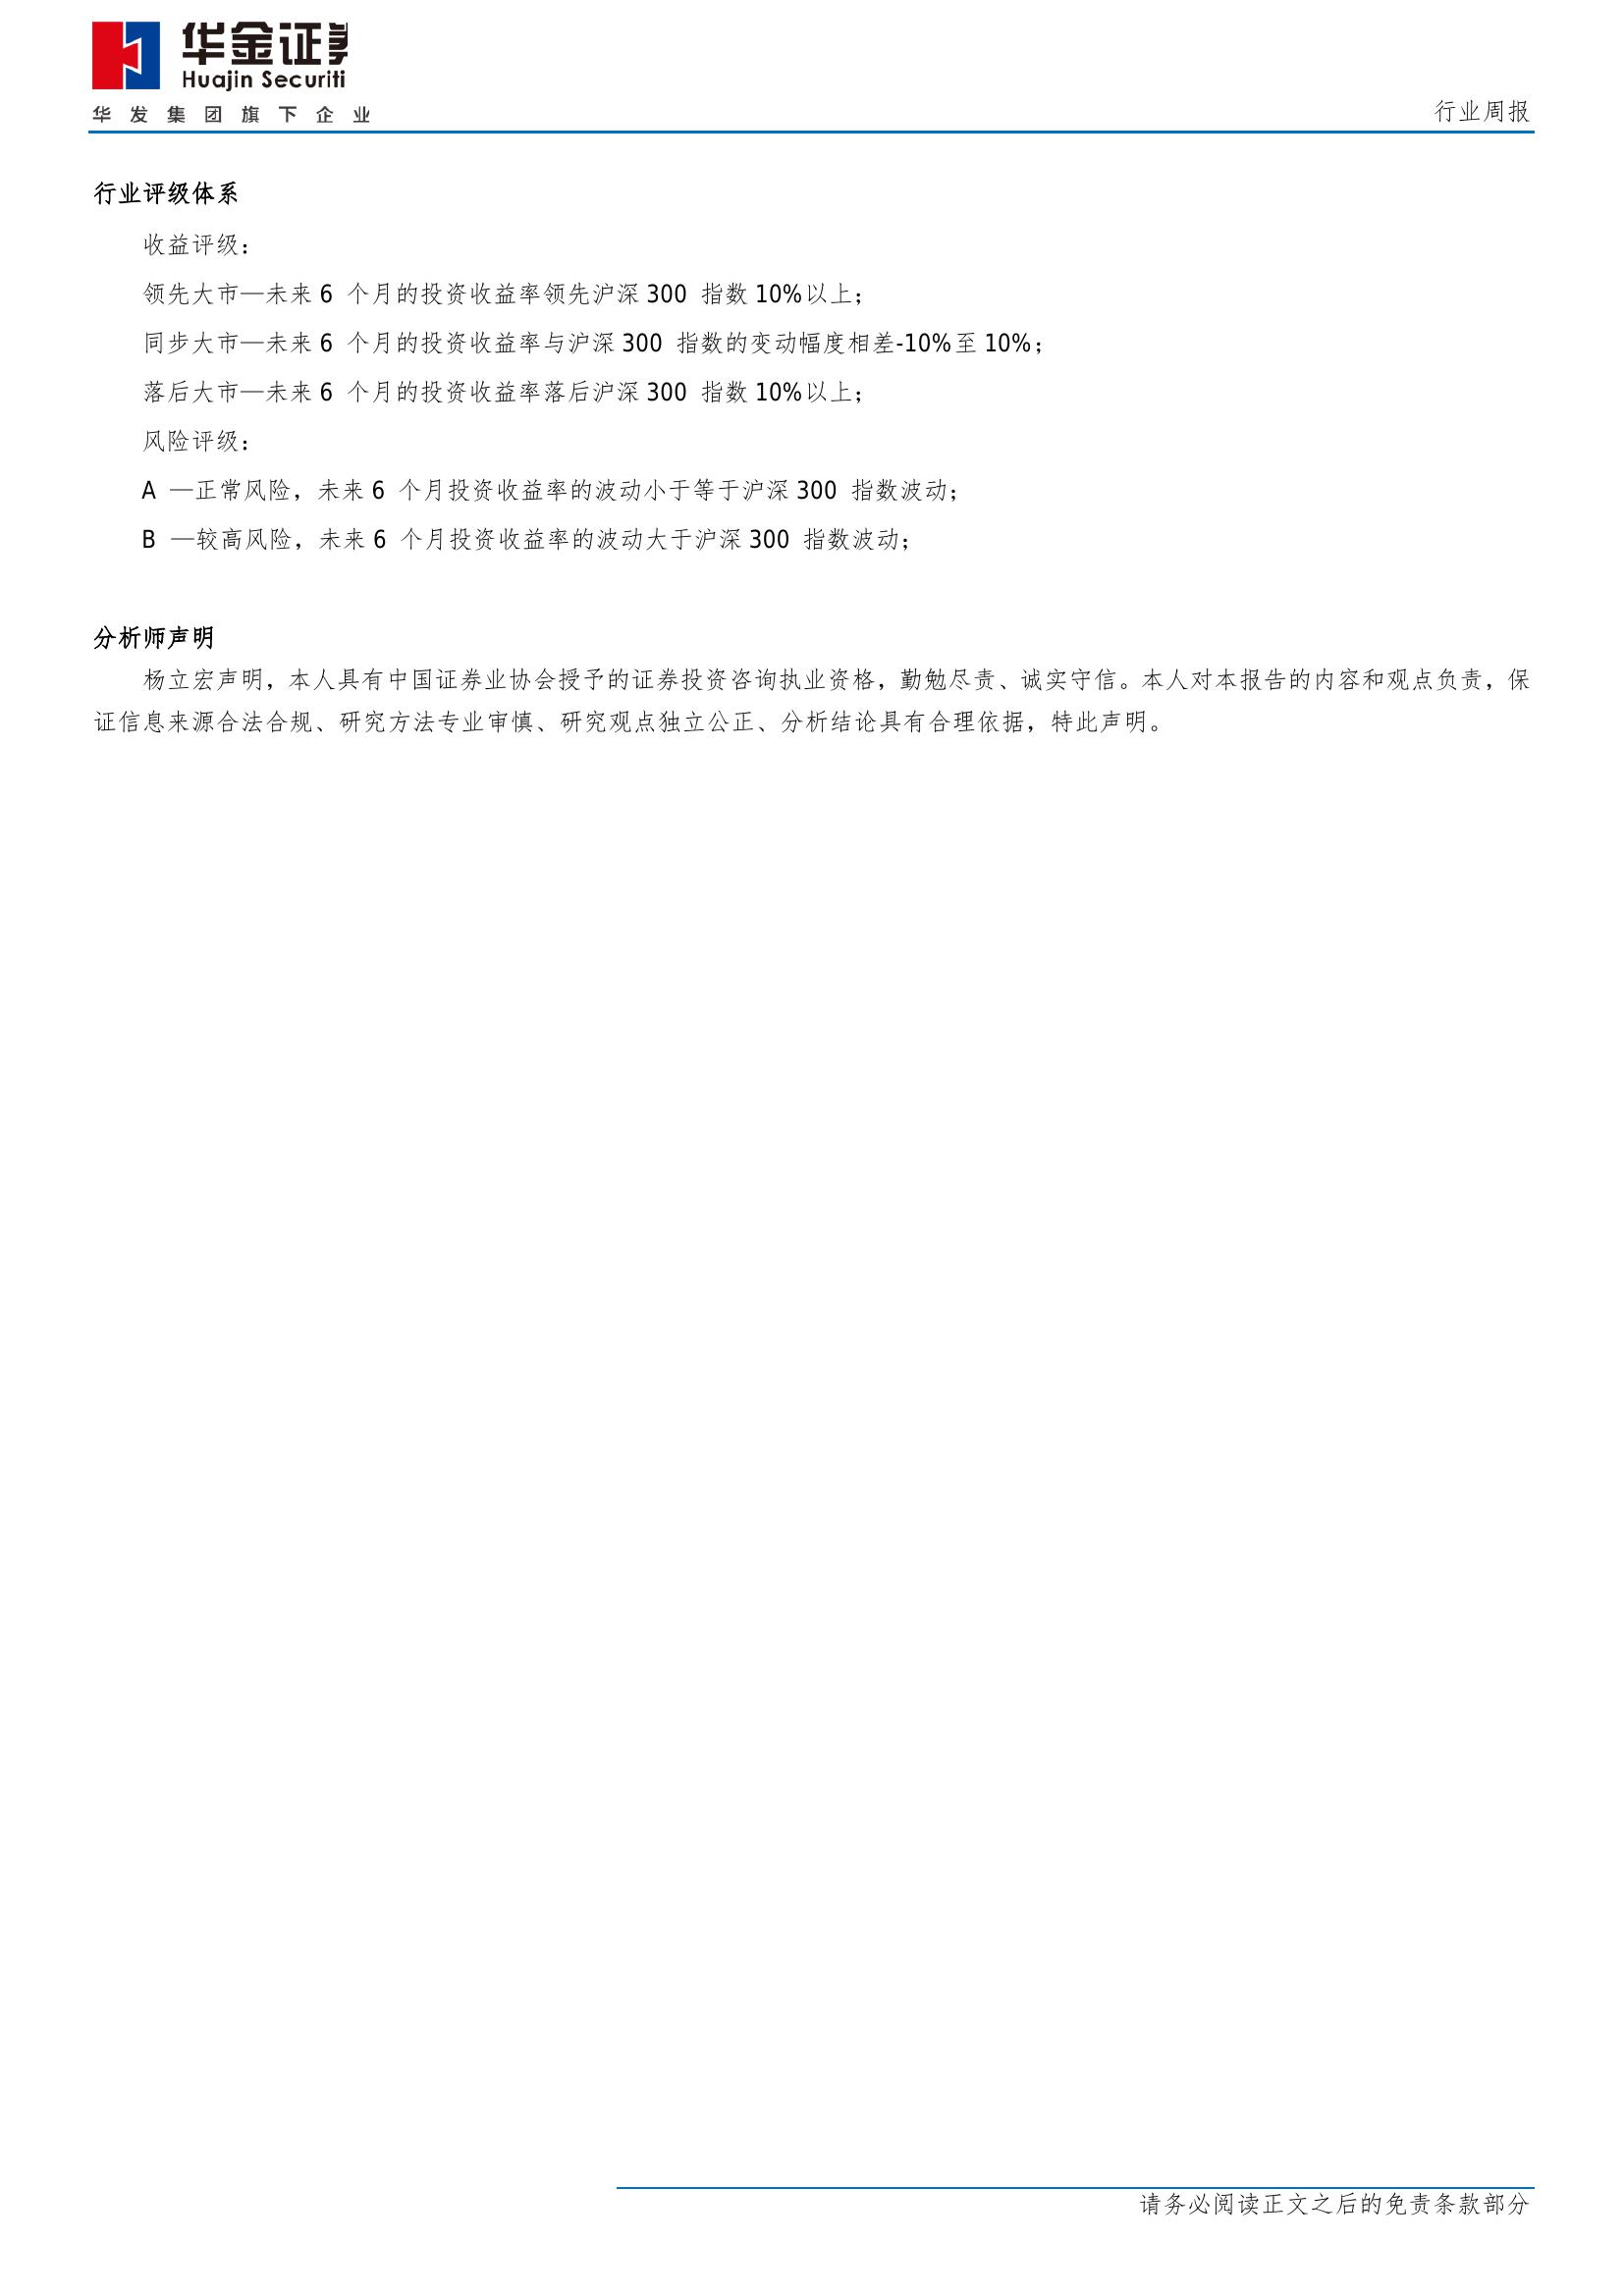 华金证
Huajin Securiti
华发集团旗下企业
行业周报
行业评级体系
收益评级：
领先大市—未来 6 个月的投资收益率领先沪深 300 指数 10%以上；
同步大市—未来 6 个月的投资收益率与沪深 300 指数的变动幅度相差-10%至 10%；
落后大市—未来 6 个月的投资收益率落后沪深 300 指数 10%以上；
风险评级：
A —正常风险，未来 6 个月投资收益率的波动小于等于沪深 300 指数波动；
B —较高风险，未来 6 个月投资收益率的波动大于沪深 300 指数波动；
分析师声明
杨立宏声明，本人具有中国证券业协会授予的证券投资咨询执业资格，勤勉尽责、诚实守信。本人对本报告的内容和观点负责，保
证信息来源合法合规、研究方法专业审慎、研究观点独立公正、分析结论具有合理依据，特此声明。
请务必阅读正文之后的免责条款部分